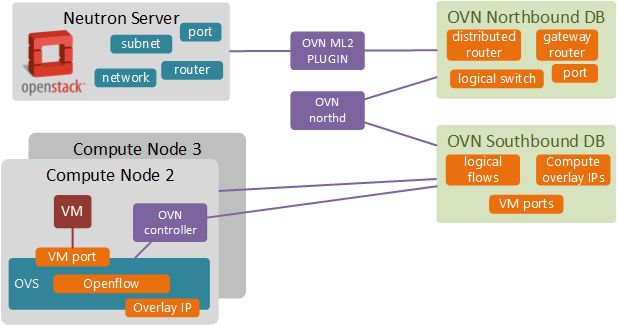 Neutron Server
port
subnet
network
router
openstack™
OVN ML2
PLUGIN
OVN
northd
OVN Northbound DB
distributed
router
gateway
router
logical switch
port
OVN Southbound DB
logical
flows
Compute
overlay IPs
VM ports
Compute Node 3
Compute Node 2
VM
OVN
controller
VM port
OVS
Openflow
Overlay IP